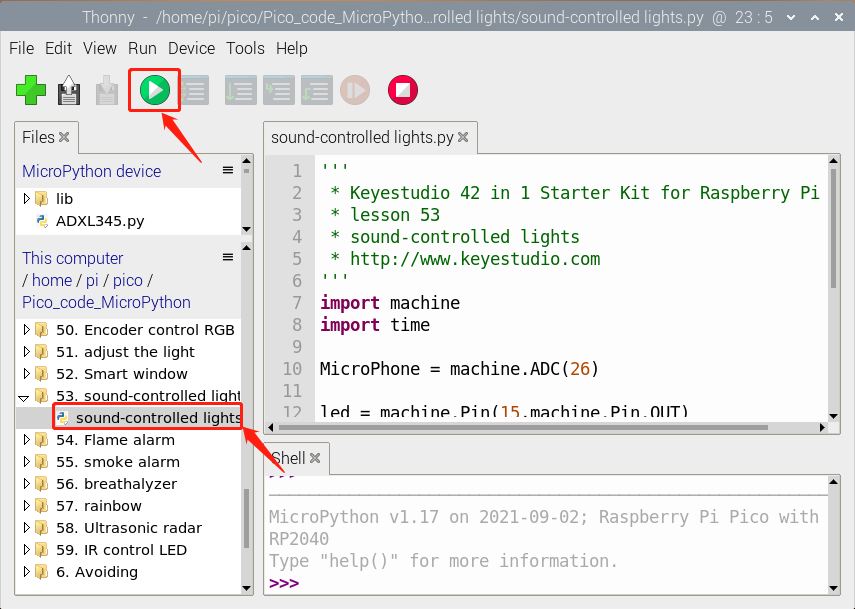 Thonny - /home/pi/pico/Pico_code_MicroPytho…rolled lights/sound-controlled lights.py @ 23 : 5
File Edit View Run Device Tools Help
Files
MicroPython device
lib
ADXL345.py
This computer
/ home / pi / pico /
Pico_code_MicroPython
50. Encoder control RGB
51. adjust the light
52. Smart window
53. sound-controlled light
sound-controlled lights
54. Flame alarm
55. smoke alarm
56. breathalyzer
57. rainbow
58. Ultrasonic radar
59. IR control LED
6. Avoiding
sound-controlled lights.py
1 '''
2 * Keyestudio 42 in 1 Starter Kit for Raspberry Pi
3 * lesson 53
4 * sound-controlled lights
5 * http://www.keyestudio.com
6 '''
7 import machine
8 import time
9
10 MicroPhone = machine.ADC(26)
11
12 led = machine.Pin(15,machine.Pin.OUT)
Shell
>>>
MicroPython v1.17 on 2021-09-02; Raspberry Pi Pico with
RP2040
Type "help()" for more information.
>>>